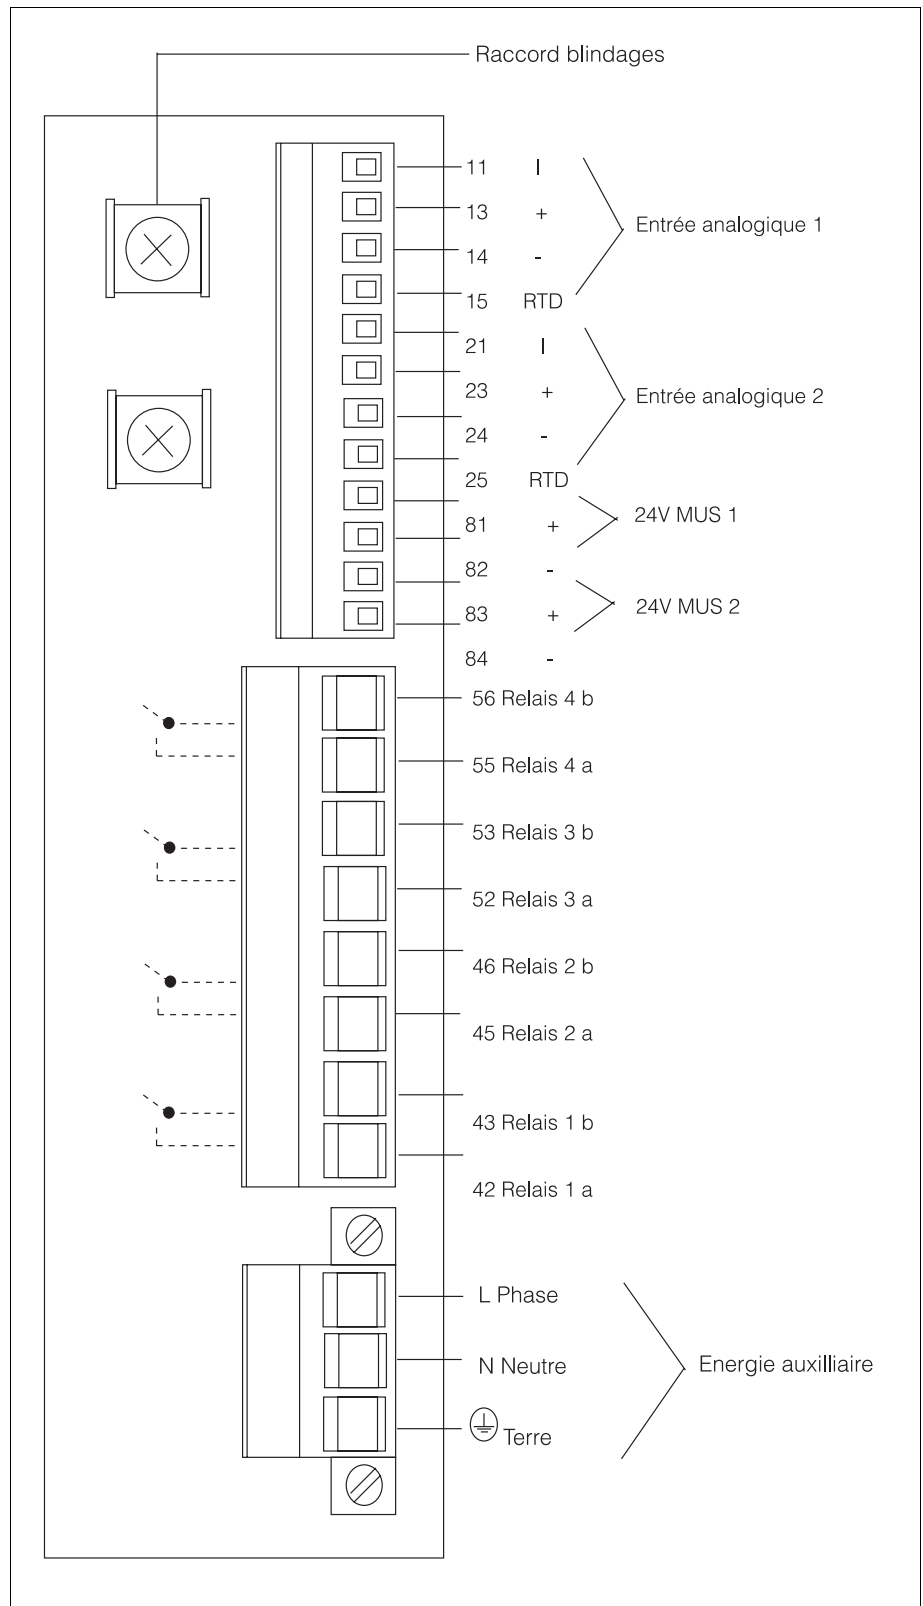 Raccord blindages
11 I
13 +
14 -
15 RTD
Entrée analogique 1
21 I
23 +
24 -
25 RTD
Entrée analogique 2
81 +
82 -
24V MUS 1
83 +
84 -
24V MUS 2
56 Relais 4 b
55 Relais 4 a
53 Relais 3 b
52 Relais 3 a
46 Relais 2 b
45 Relais 2 a
43 Relais 1 b
42 Relais 1 a
L Phase
N Neutre
Terre
Energie auxilliaire